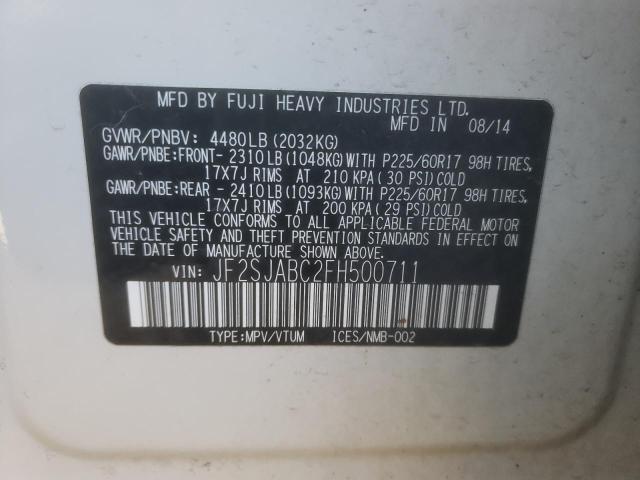 MFD BY FUJI HEAVY INDUSTRIES LTD.
MFD IN 08/14
GVWR/PNBV: 4480LB (2032KG)
GAWR/PNBE:FRONT- 2310LB (1048KG) WITH P225/60R17 98H TIRES,
17X7J RIMS AT 210 KPA (30 PSI) COLD
GAWR/PNBE:REAR - 2410LB (1093KG) WITH P225/60R17 98H TIRES,
17X7J RIMS AT 200 KPA (29 PSI) COLD
THIS VEHICLE CONFORMS TO ALL APPLICABLE FEDERAL MOTOR
VEHICLE SAFETY AND THEFT PREVENTION STANDARDS IN EFFECT ON
THE DATE OF MANUFACTURE SHOWN ABOVE.
VIN: JF2SJABC2FH500711
TYPE:MPV/VTUM ICES/NMB-002